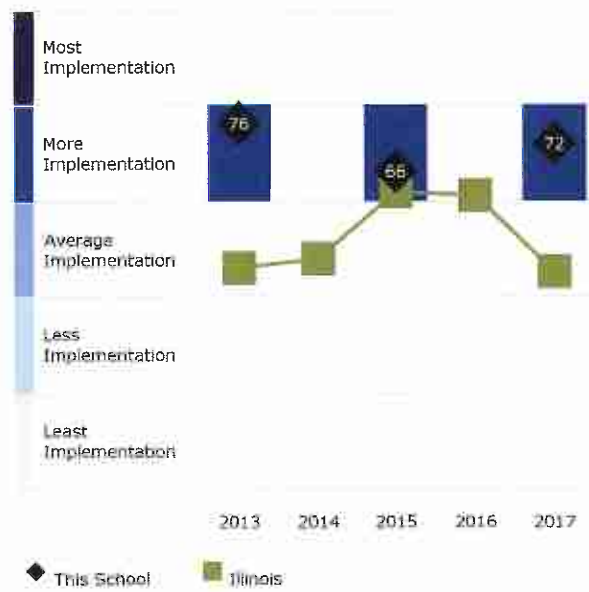 Most
Implementation
76
More
Implementation
72
66
Average
Implementation
Less
Implementation
Least
Implementation
2013 2014 2015 2016 2017
This School Illinois